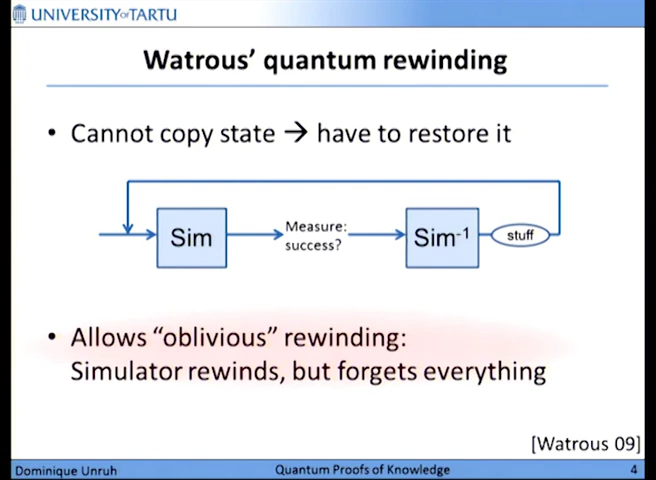 UNIVERSITY OF TARTU
Watrous' quantum rewinding
• Cannot copy state → have to restore it
Sim
Measure:
success?
Sim⁻¹
stuff
• Allows “oblivious” rewinding:
Simulator rewinds, but forgets everything
[Watrous 09]
Dominique Unruh
Quantum Proofs of Knowledge
4